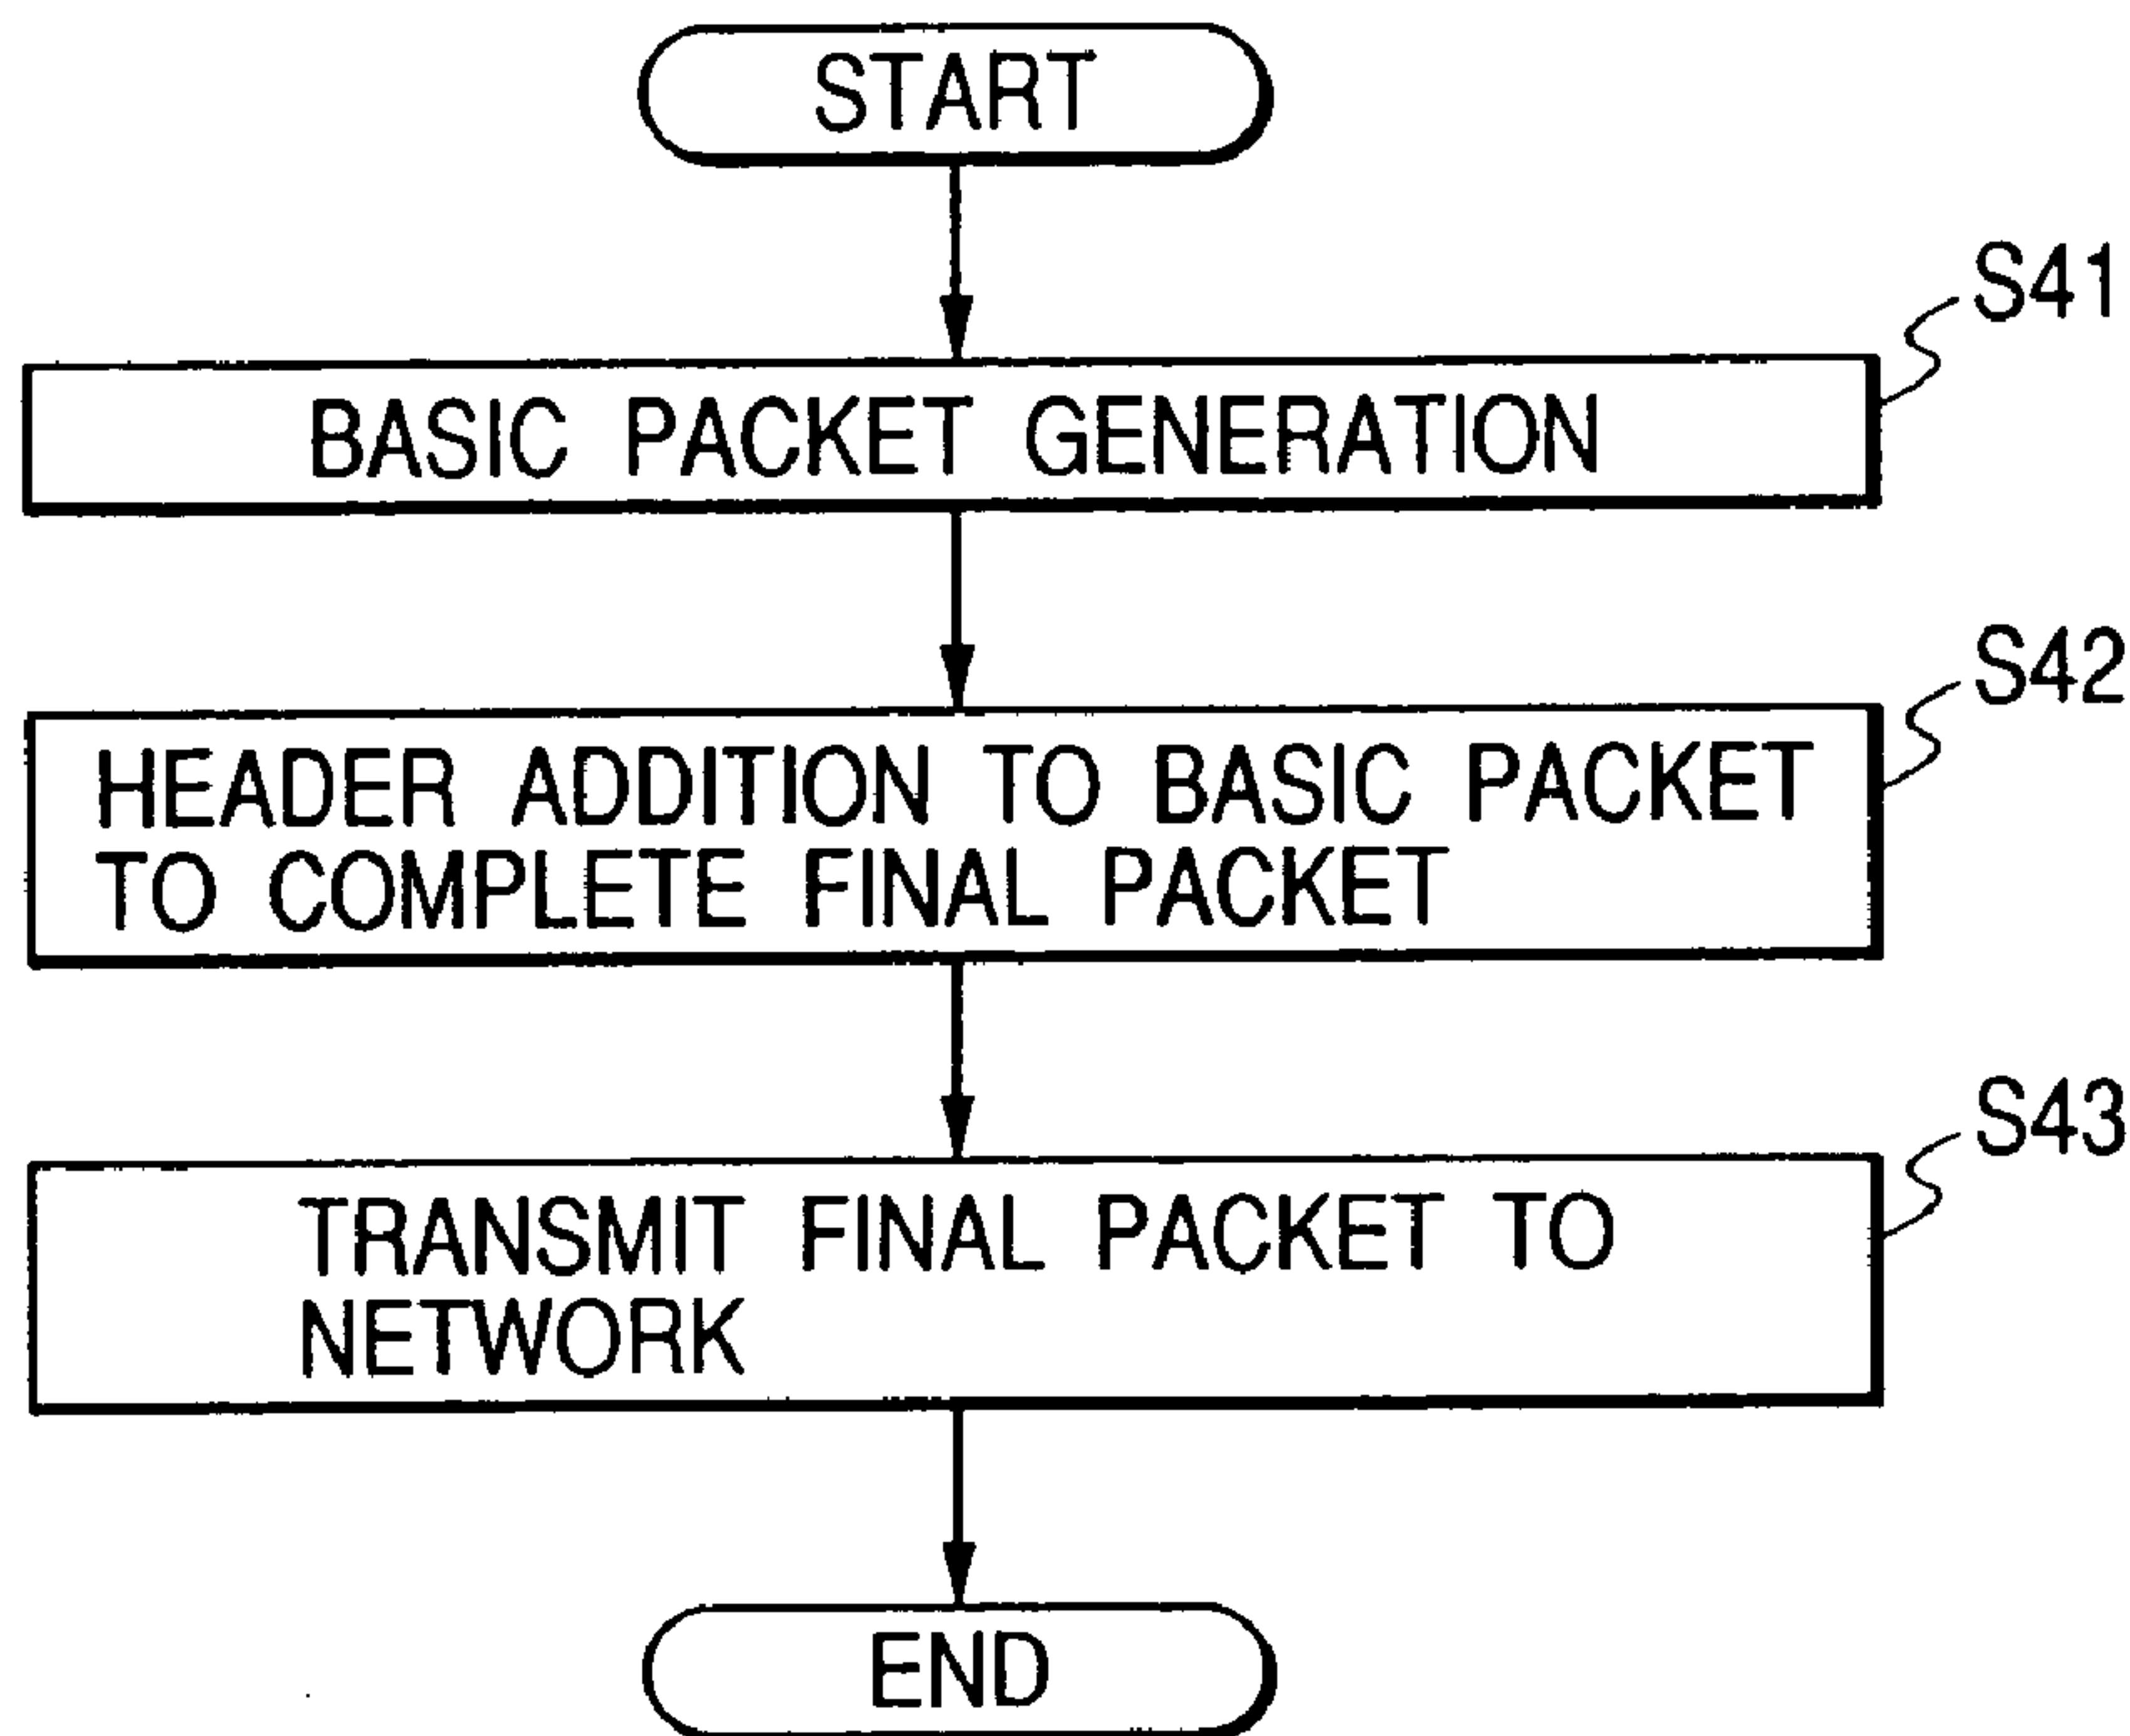 START
S41
BASIC PACKET GENERATION
S42
HEADER ADDITION TO BASIC PACKET
TO COMPLETE FINAL PACKET
S43
TRANSMIT FINAL PACKET TO
NETWORK
END